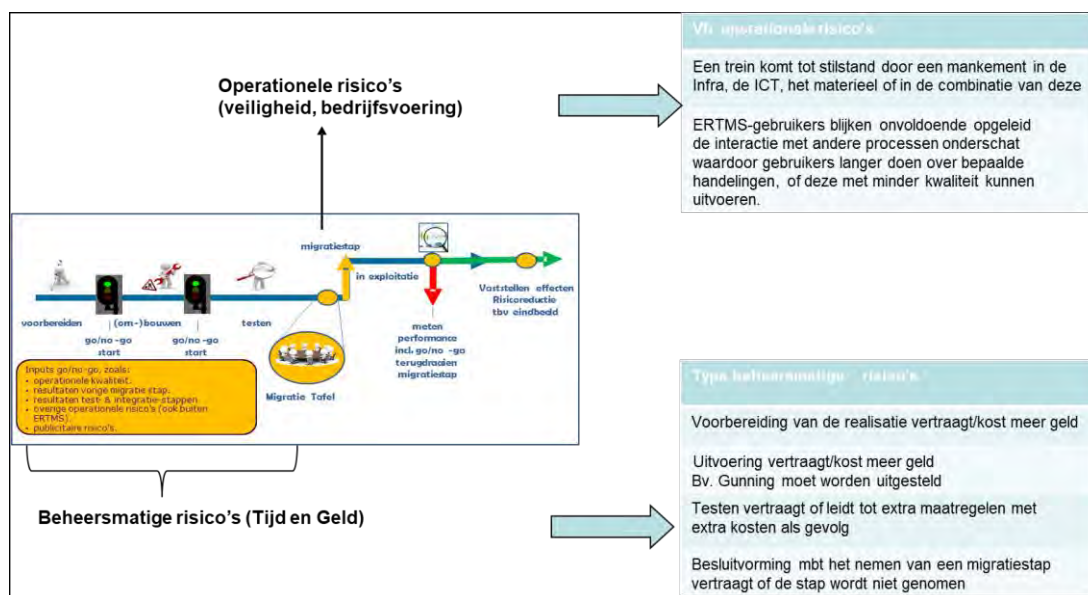 Vb. operationele risico's
Een trein komt tot stilstand door een mankement in de
Infra, de ICT, het materieel of in de combinatie van deze
ERTMS-gebruikers blijken onvoldoende opgeleid
de interactie met andere processen onderschat
waardoor gebruikers langer doen over bepaalde
handelingen, of deze met minder kwaliteit kunnen
uitvoeren.
Operationele risico's
(veiligheid, bedrijfsvoering)
migratiestap
in exploitatie
voorbereiden
(om-)bouwen
testen
go/no -go
start
go/no -go
start
Migratie Tafel
meten
performance
incl. go/no -go
terugdraaien
migratiestap
Vaststellen effecten
Risicoreductie
tbv eindbeeld
Inputs go/no-go, zoals:
• operationele kwaliteit.
• resultaten vorige migratie stap.
• resultaten test- & integratie-stappen.
• overige operationele risico's (ook buiten
ERTMS).
• publicitaire risico's.
Beheersmatige risico's (Tijd en Geld)
Type beheersmatige risico's
Voorbereiding van de realisatie vertraagt/kost meer geld
Uitvoering vertraagt/kost meer geld
Bv. Gunning moet worden uitgesteld
Testen vertraagt of leidt tot extra maatregelen met
extra kosten als gevolg
Besluitvorming mbt het nemen van een migratiestap
vertraagt of de stap wordt niet genomen